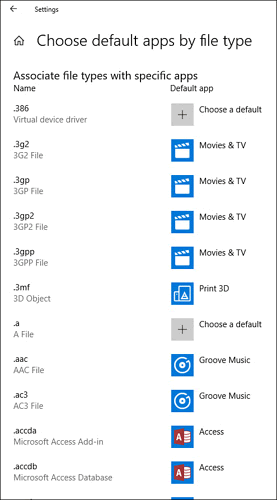 Settings
Choose default apps by file type
Associate file types with specific apps
Name Default app
.386
Virtual device driver
Choose a default
.3g2
3G2 File
Movies & TV
.3gp
3GP File
Movies & TV
.3gp2
3GP2 File
Movies & TV
.3gpp
3GPP File
Movies & TV
.3mf
3D Object
Print 3D
.a
A File
Choose a default
.aac
AAC File
Groove Music
.ac3
AC3 File
Groove Music
.accda
Microsoft Access Add-in
Access
.accdb
Microsoft Access Database
Access